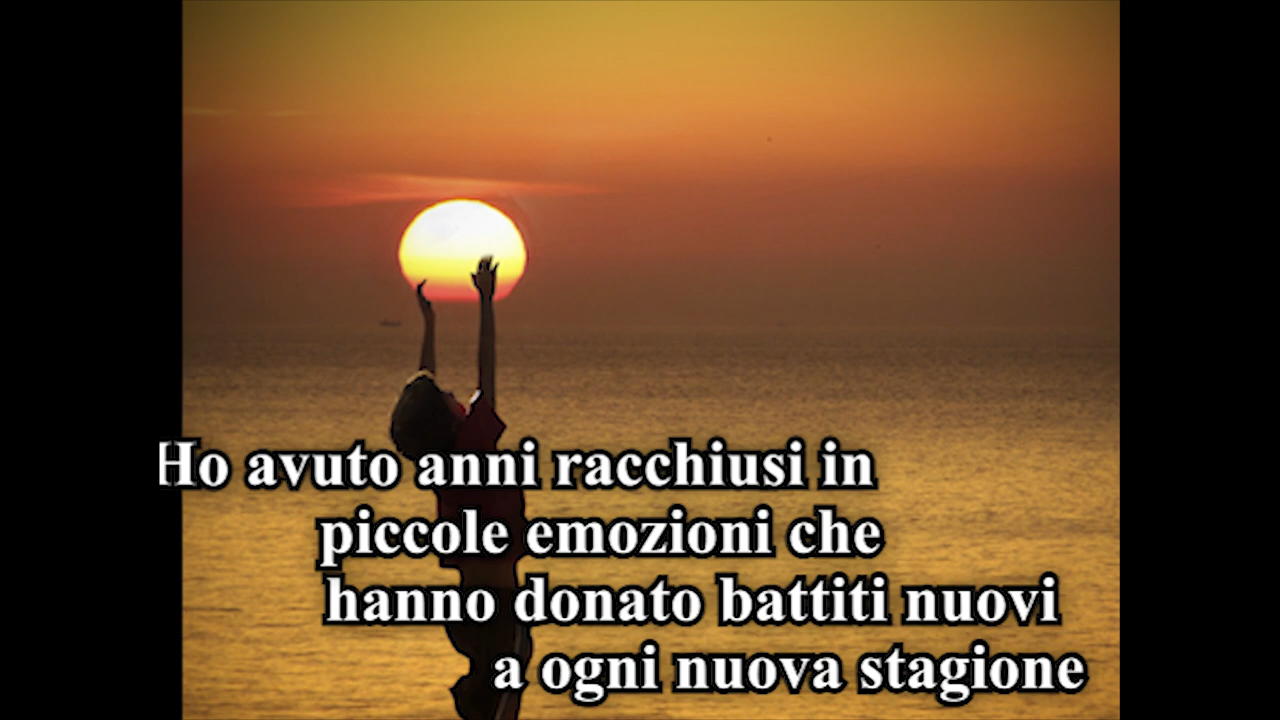 Ho avuto anni racchiusi in
piccole emozioni che
hanno donato battiti nuovi
a ogni nuova stagione